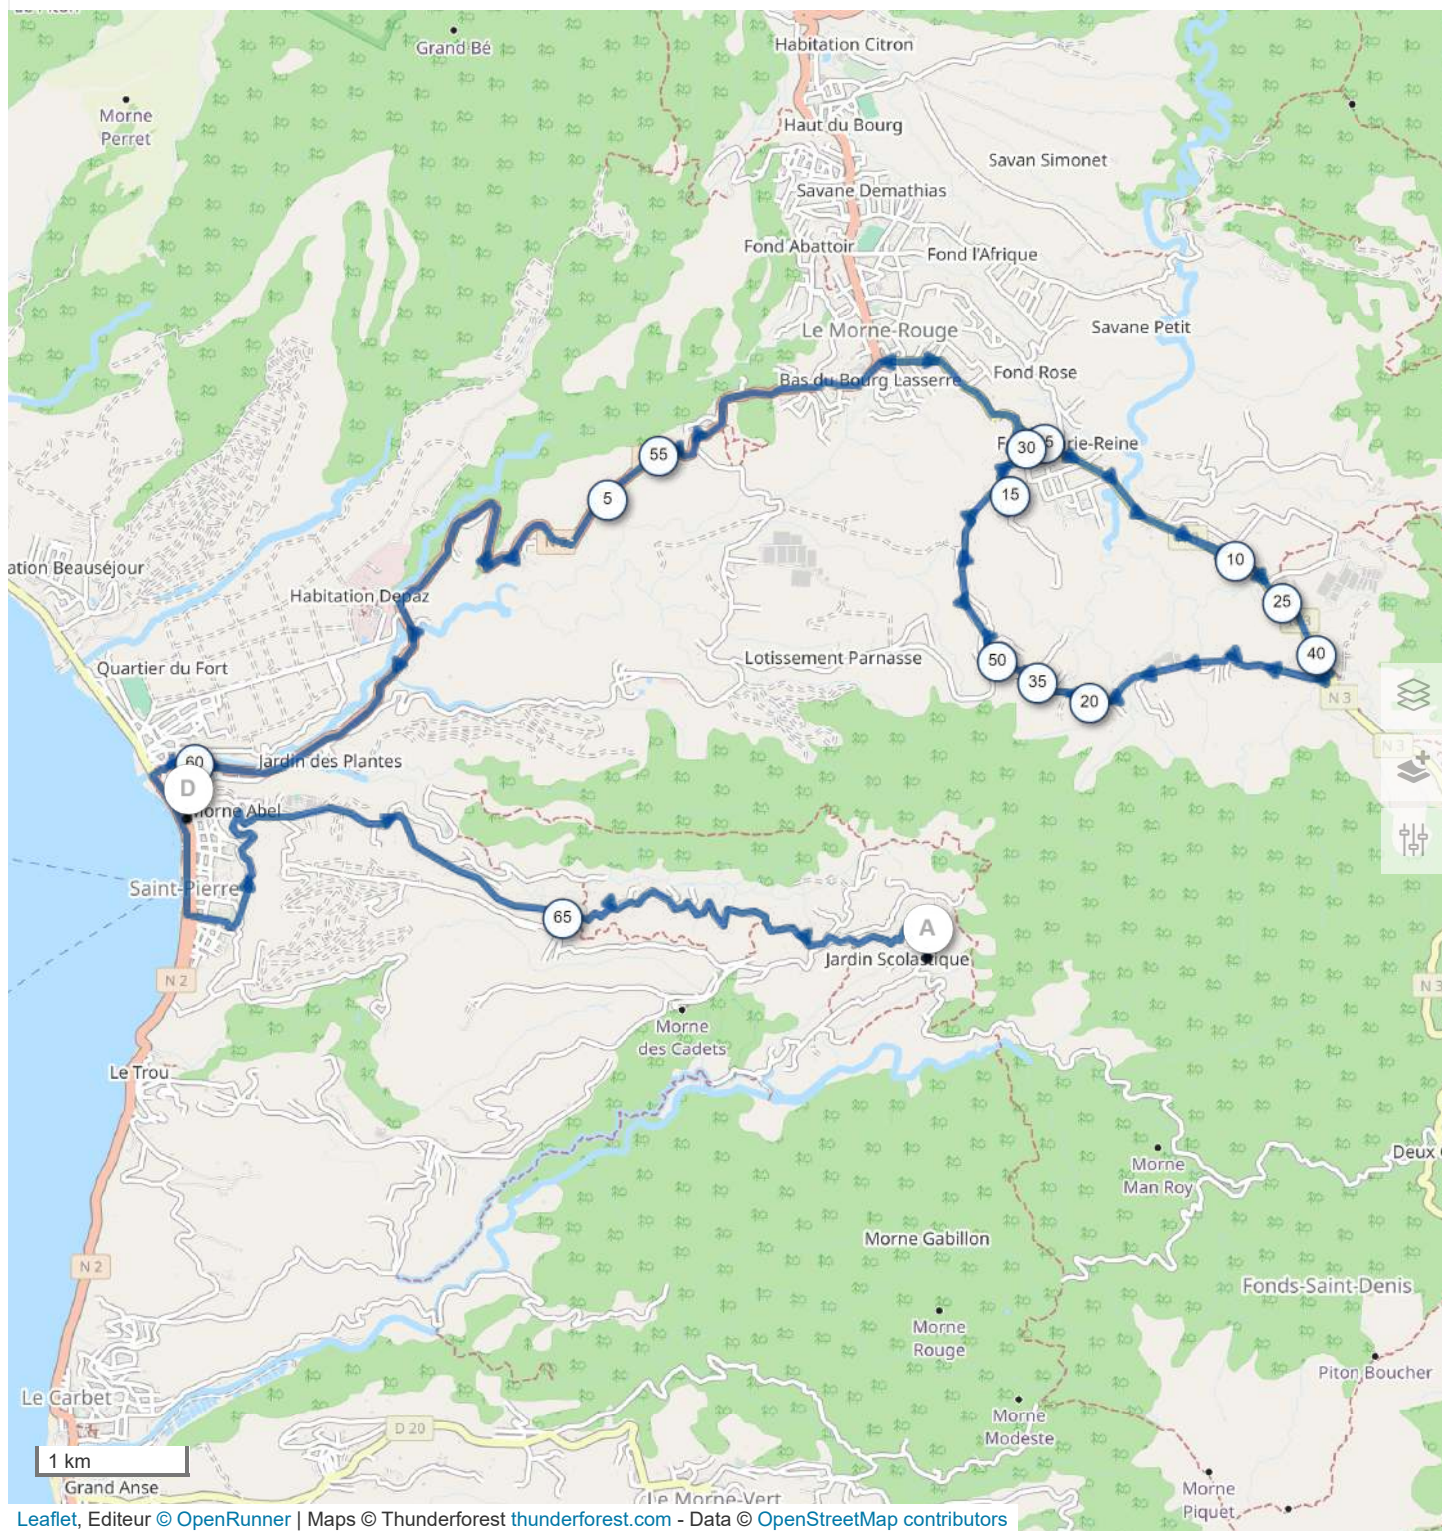 Grand Bé
Habitation Citron
Morne
Perret
Haut du Bourg
Savan Simonet
Savane Demathias
Fond Abattoir
Fond l'Afrique
Le Morne-Rouge
Savane Petit
Bas du Bourg Lasserre
Fond Rose
30
5
rie-Reine
55
5
15
10
25
ation Beauséjour
Habitation Depaz
40
Quartier du Fort
Lotissement Parnasse
50
35
20
N 3
N 3
60
Jardin des Plantes
D
orne Abel
Saint-Pierre
65
A
Jardin Scolastique
N 2
N 3
Morne
des Cadets
Le Trou
Morne
Man Roy
Deux
Morne Gabillon
N 2
Fonds-Saint-Denis
Morne
Rouge
Piton Boucher
Le Carbet
Morne
Modeste
D 20
1 km
Grand Anse
Le Morne-Vert
Morne
Piquet
Leaflet, Editeur © OpenRunner | Maps © Thunderforest thunderforest.com - Data © OpenStreetMap contributors